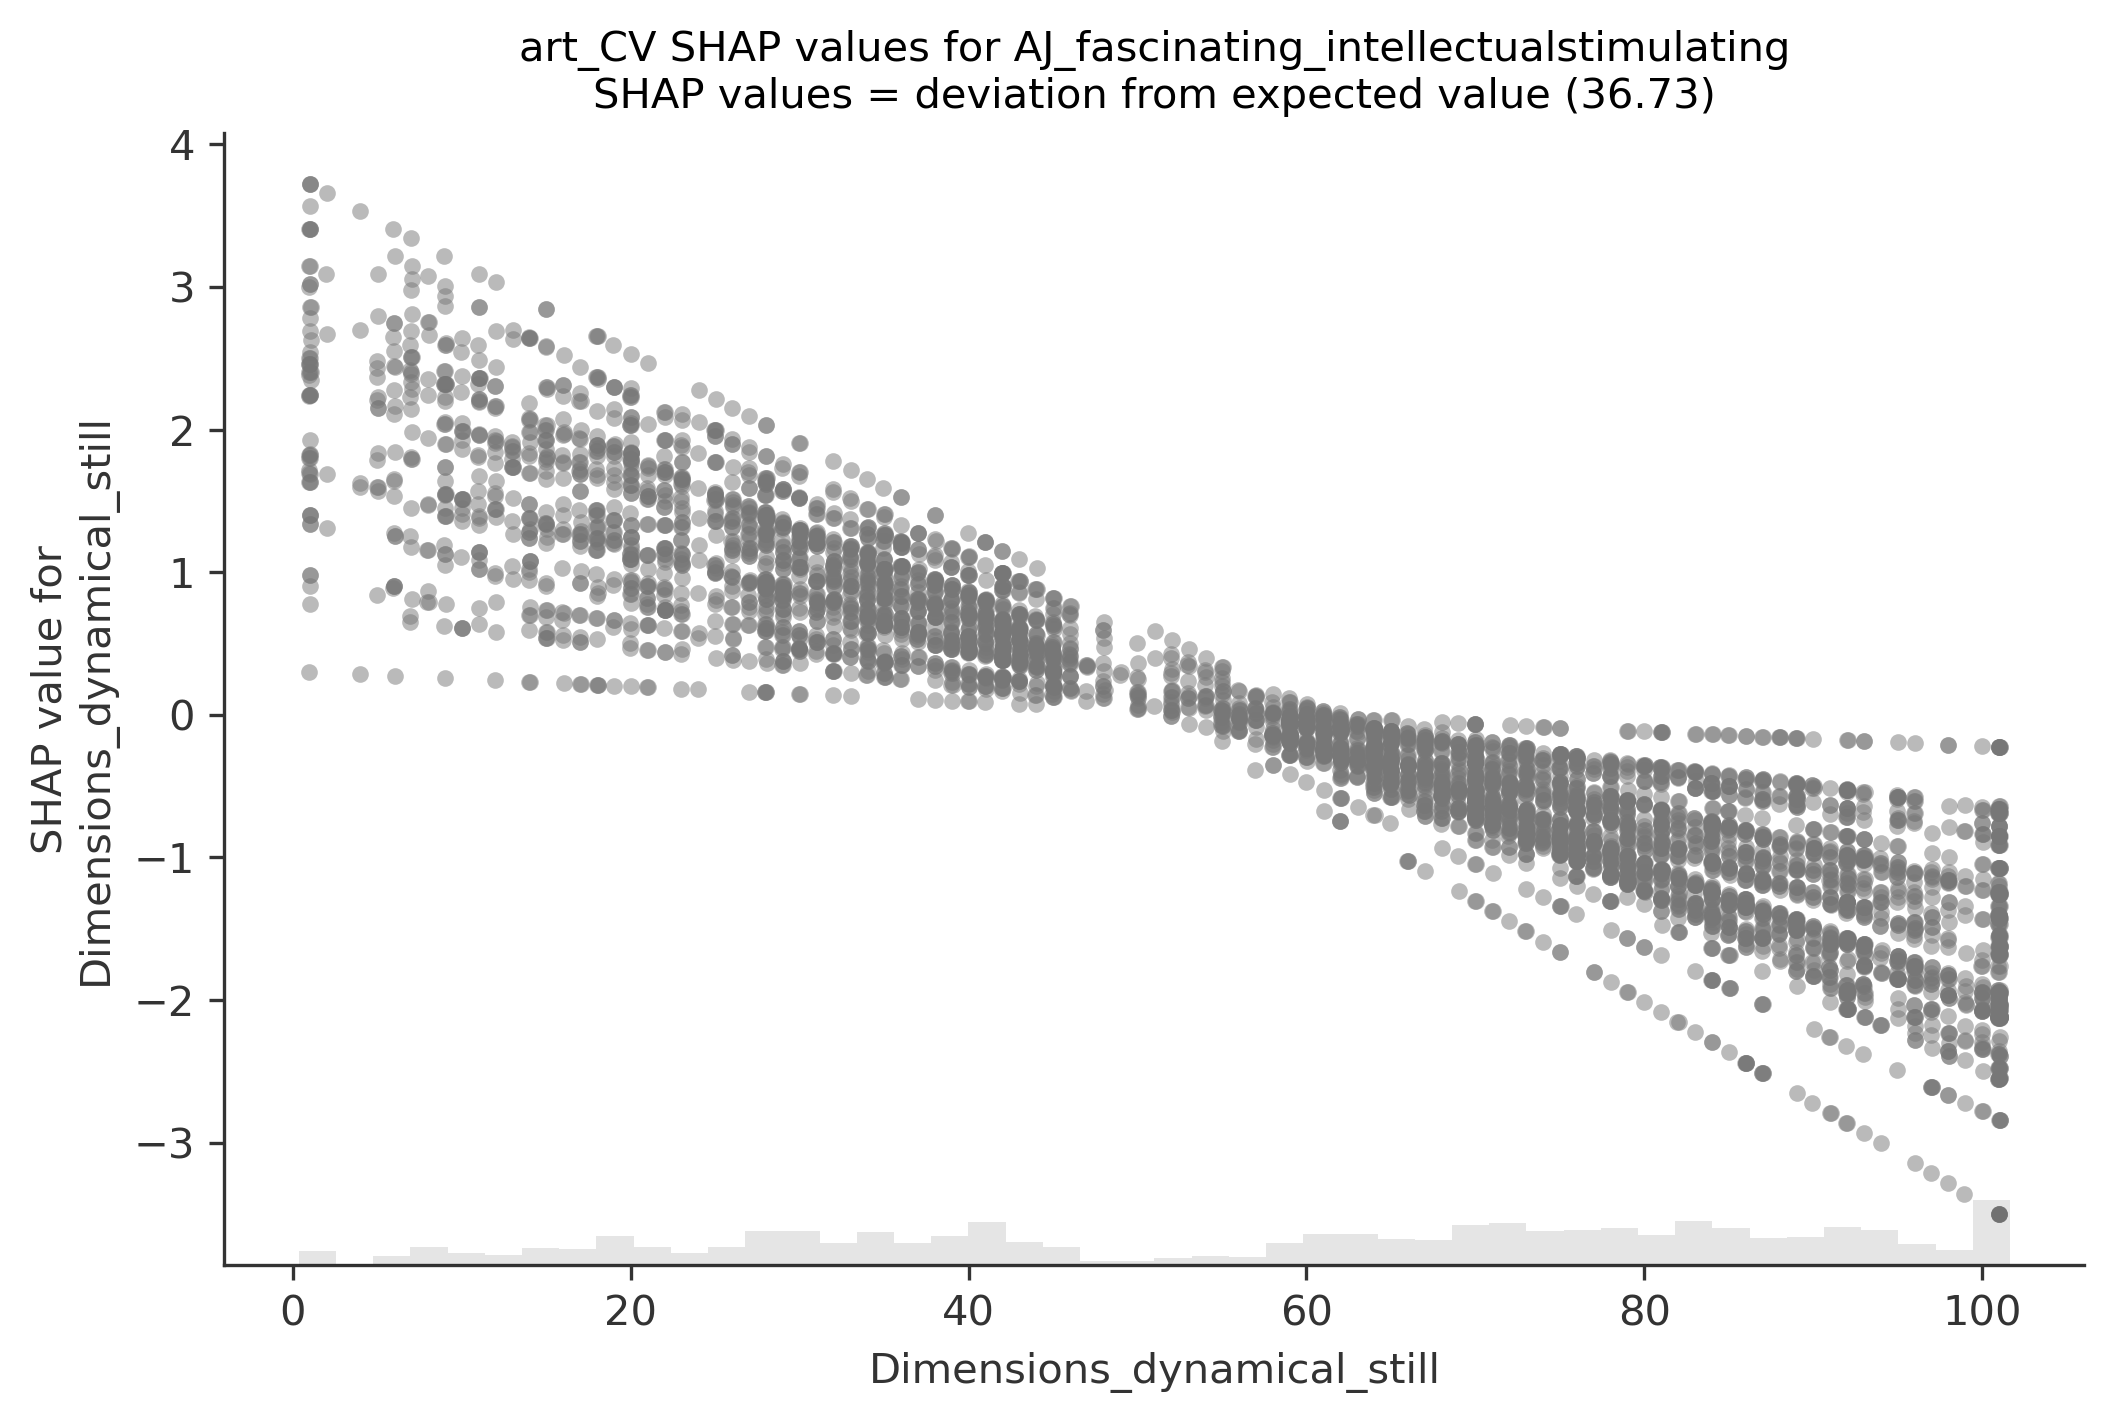 art_CV SHAP values for AJ_fascinating_intellectualstimulating
SHAP values = deviation from expected value (36.73)
4
3
2
1
0
−1
−2
−3
SHAP value for
Dimensions_dynamical_still
0 20 40 60 80 100
Dimensions_dynamical_still